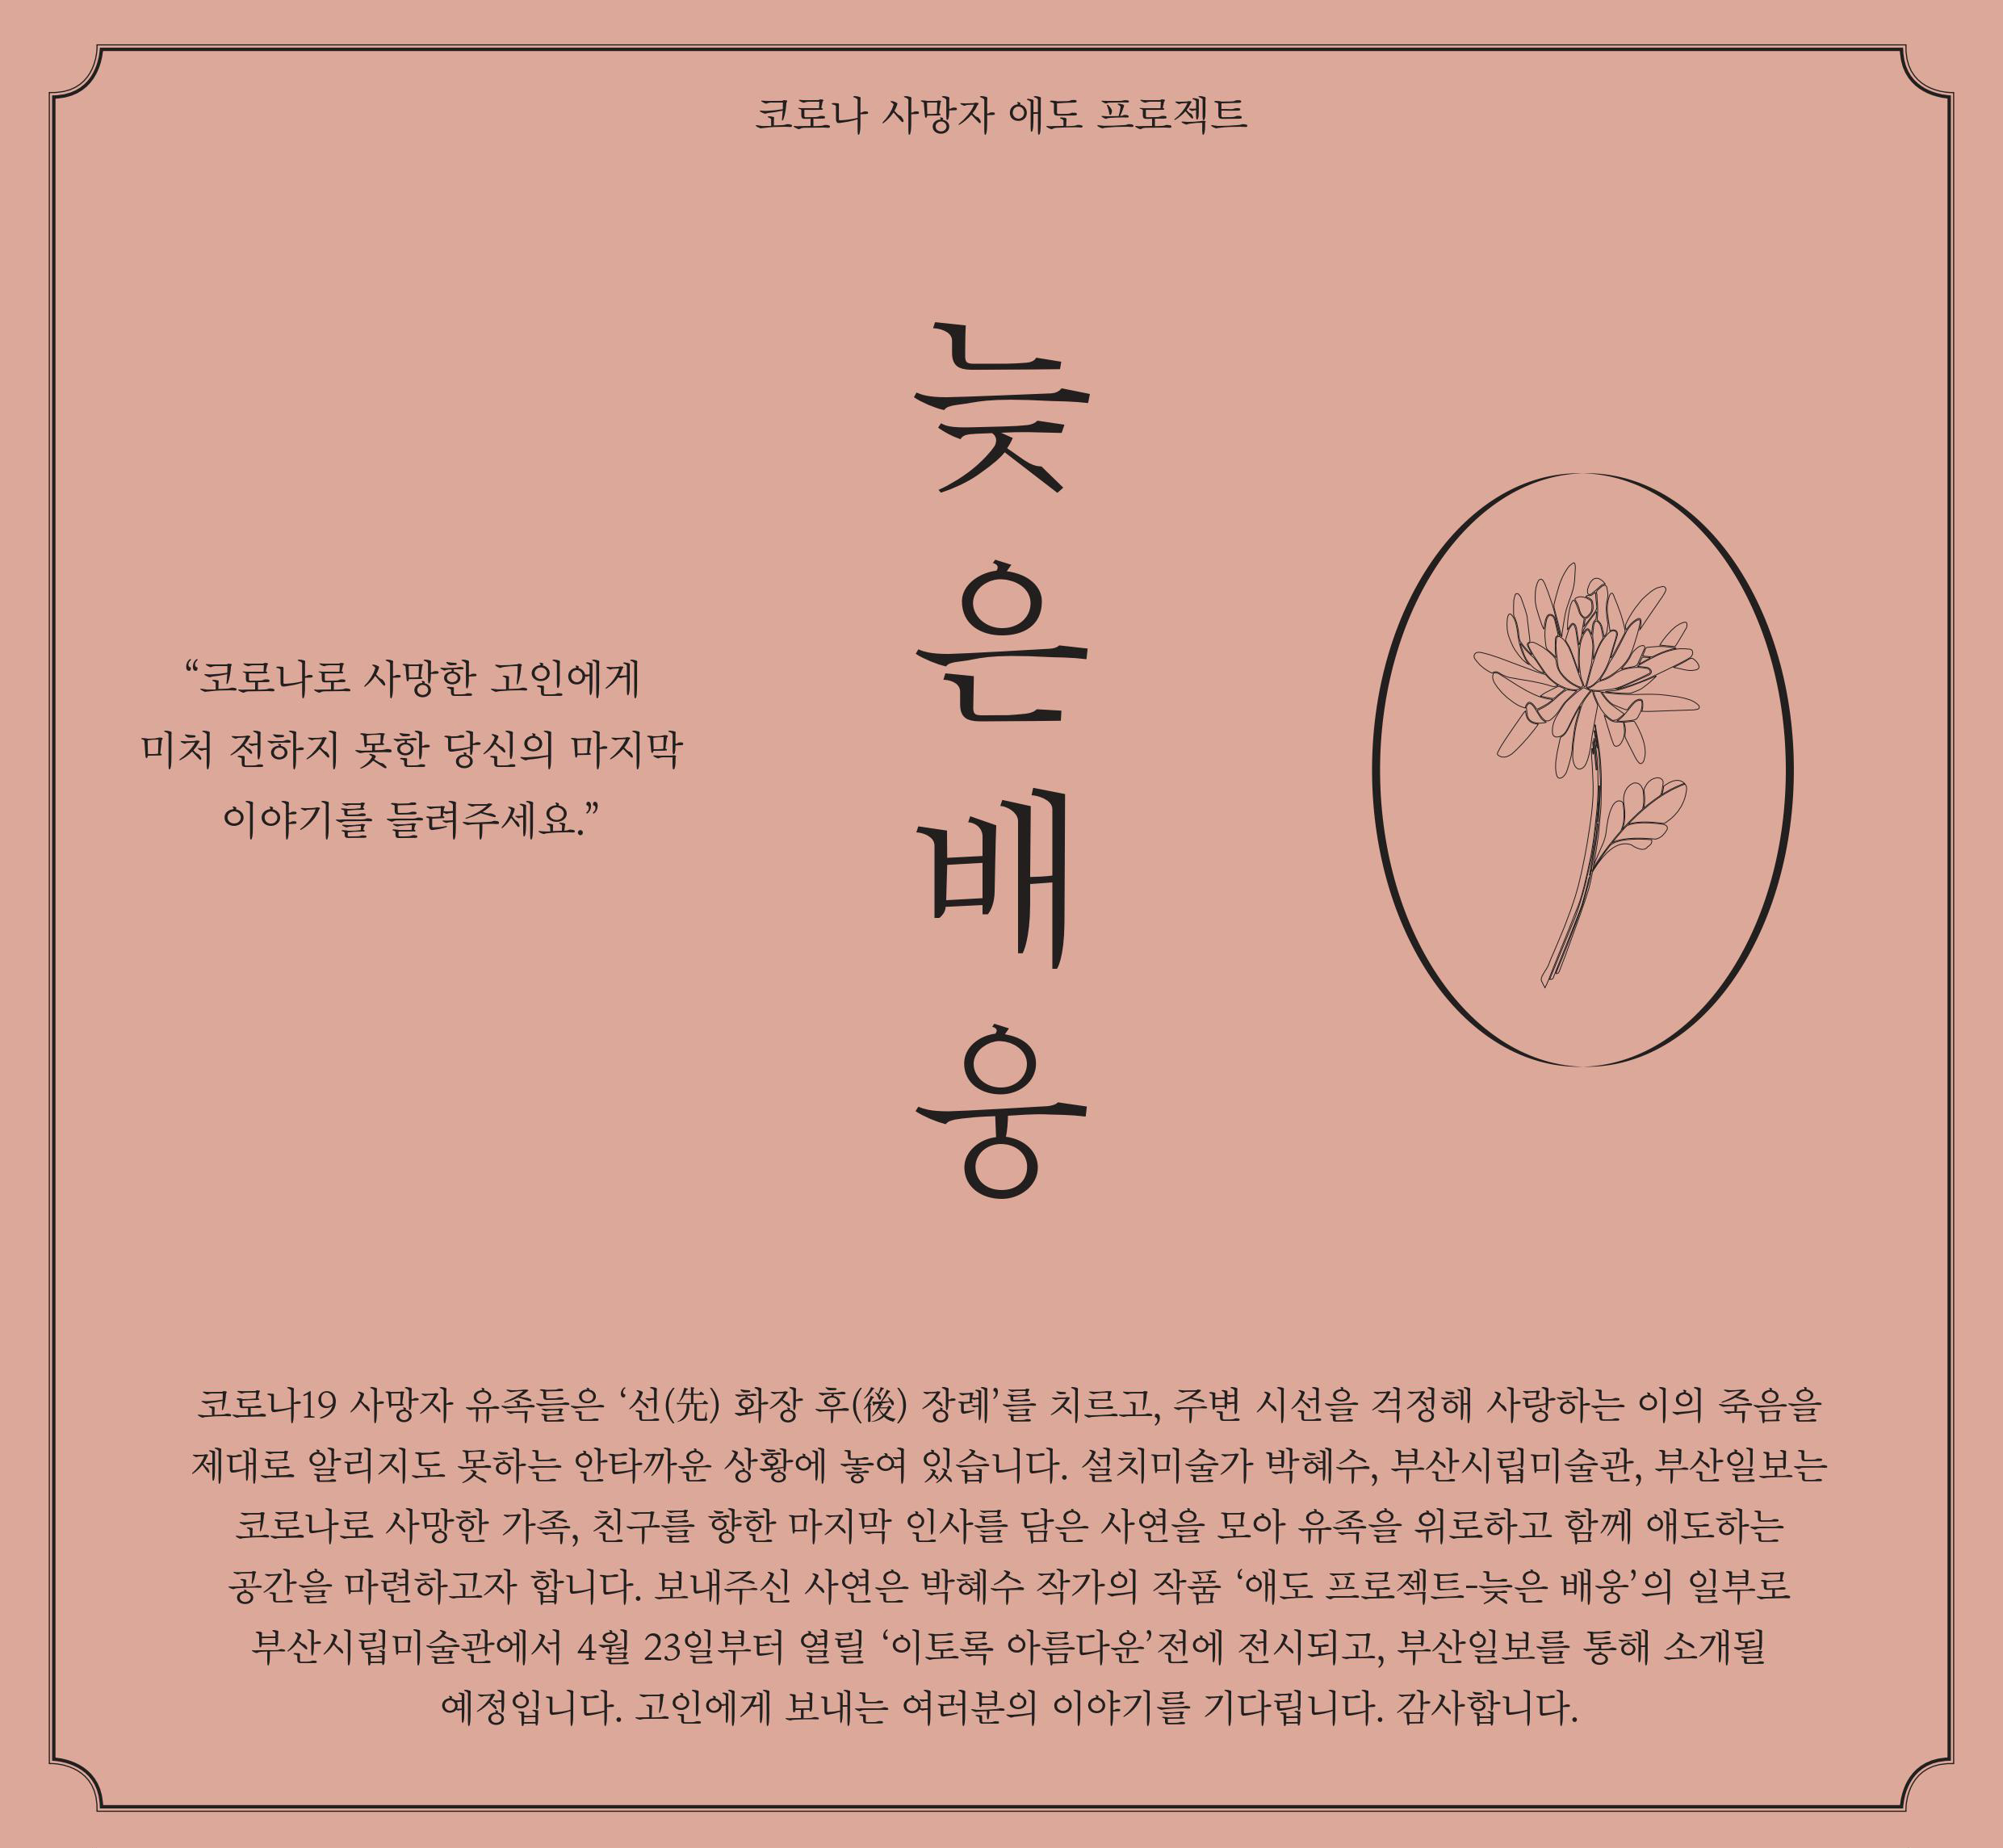 코로나 사망자 애도 프로젝트
늦은배웅
“코로나로 사망한 고인에게
미처 전하지 못한 당신의 마지막
이야기를 들려주세요.”
코로나19 사망자 유족들은 ‘선(先) 화장 후(後) 장례’를 치르고, 주변 시선을 걱정해 사랑하는 이의 죽음을
제대로 알리지도 못하는 안타까운 상황에 놓여 있습니다. 설치미술가 박혜수, 부산시립미술관, 부산일보는
코로나로 사망한 가족, 친구를 향한 마지막 인사를 담은 사연을 모아 유족을 위로하고 함께 애도하는
공간을 마련하고자 합니다. 보내주신 사연은 박혜수 작가의 작품 ‘애도 프로젝트-늦은 배웅’의 일부로
부산시립미술관에서 4월 23일부터 열릴 ‘이토록 아름다운’전에 전시되고, 부산일보를 통해 소개될
예정입니다. 고인에게 보내는 여러분의 이야기를 기다립니다. 감사합니다.